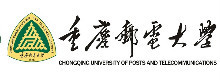 重慶郵電大學
CHONGQING UNIVERSITY OF POSTS AND TELECOMMUNICATIONS